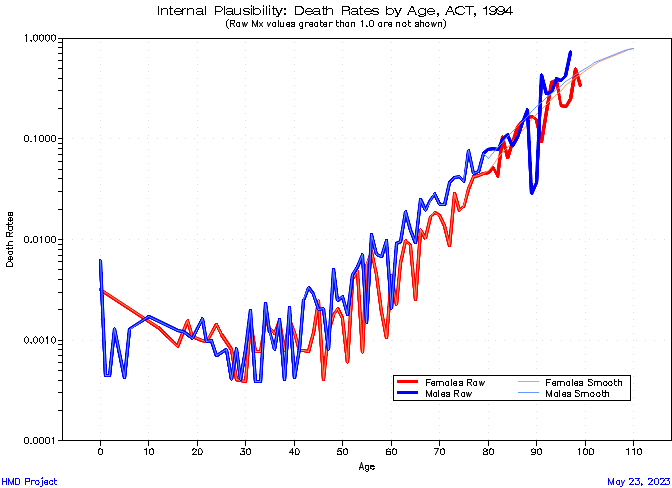 Internal Plausibility: Death Rates by Age, ACT, 1994
(Raw Mx values greater than 1.0 are not shown)
1.0000
0.1000
0.0100
0.0010
0.0001
Death Rates
0 10 20 30 40 50 60 70 80 90 100 110
Age
Females Raw Females Smooth
Males Raw Males Smooth
HMD Project May 23, 2023